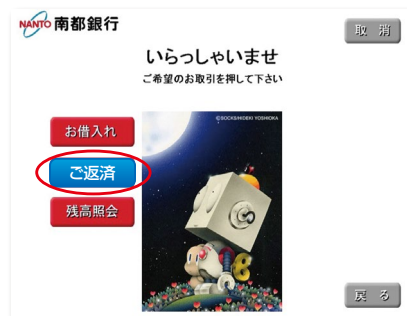 NANTO 南都銀行
取 消
いらっしゃいませ
ご希望のお取引を押して下さい
©SOCKS/HIDEKI YOSHIOKA
お借入れ
ご返済
残高照会
戻 る